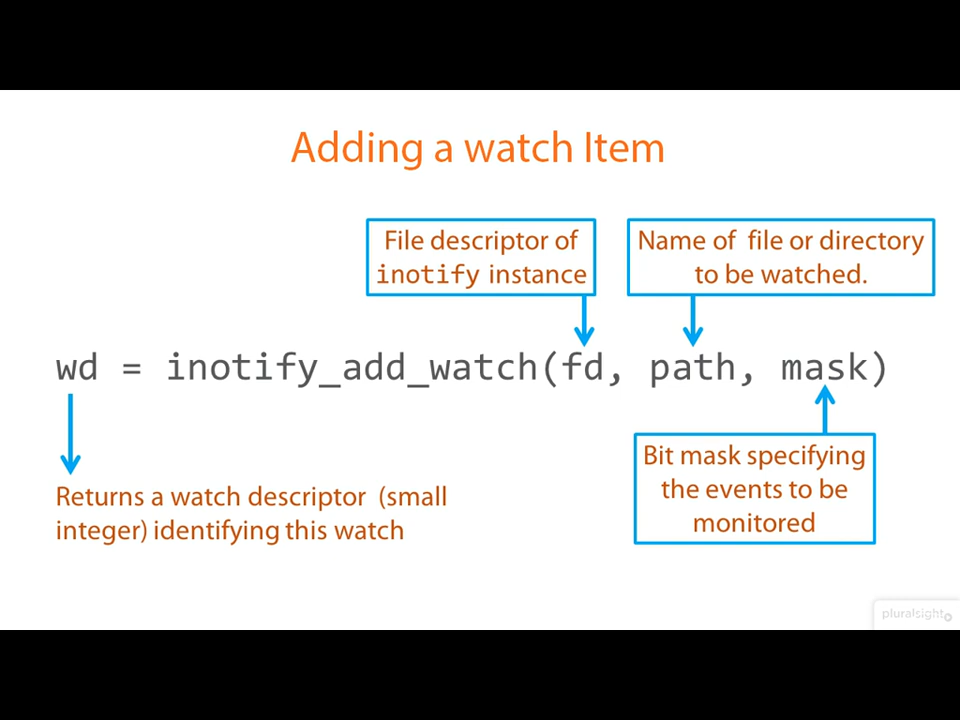 Adding a watch Item
File descriptor of
inotify instance
Name of file or directory
to be watched.
wd = inotify_add_watch(fd, path, mask)
Returns a watch descriptor (small
integer) identifying this watch
Bit mask specifying
the events to be
monitored
pluralsight